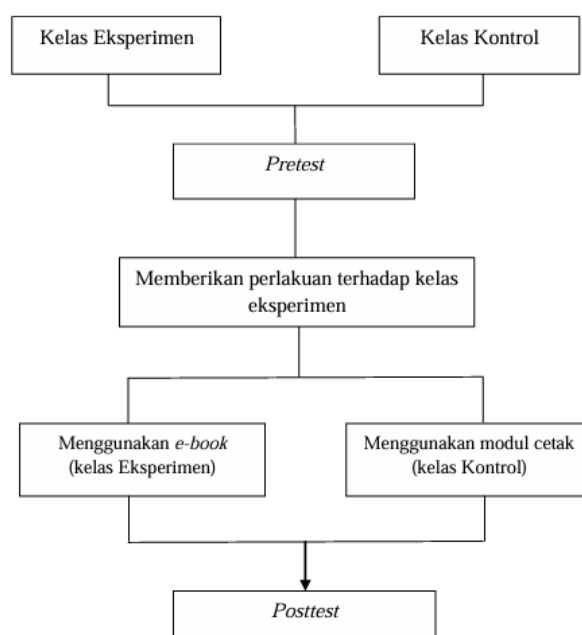 Kelas Eksperimen
Kelas Kontrol
Pretest
Memberikan perlakuan terhadap kelas
eksperimen
Menggunakan e-book
(kelas Eksperimen)
Menggunakan modul cetak
(kelas Kontrol)
Posttest